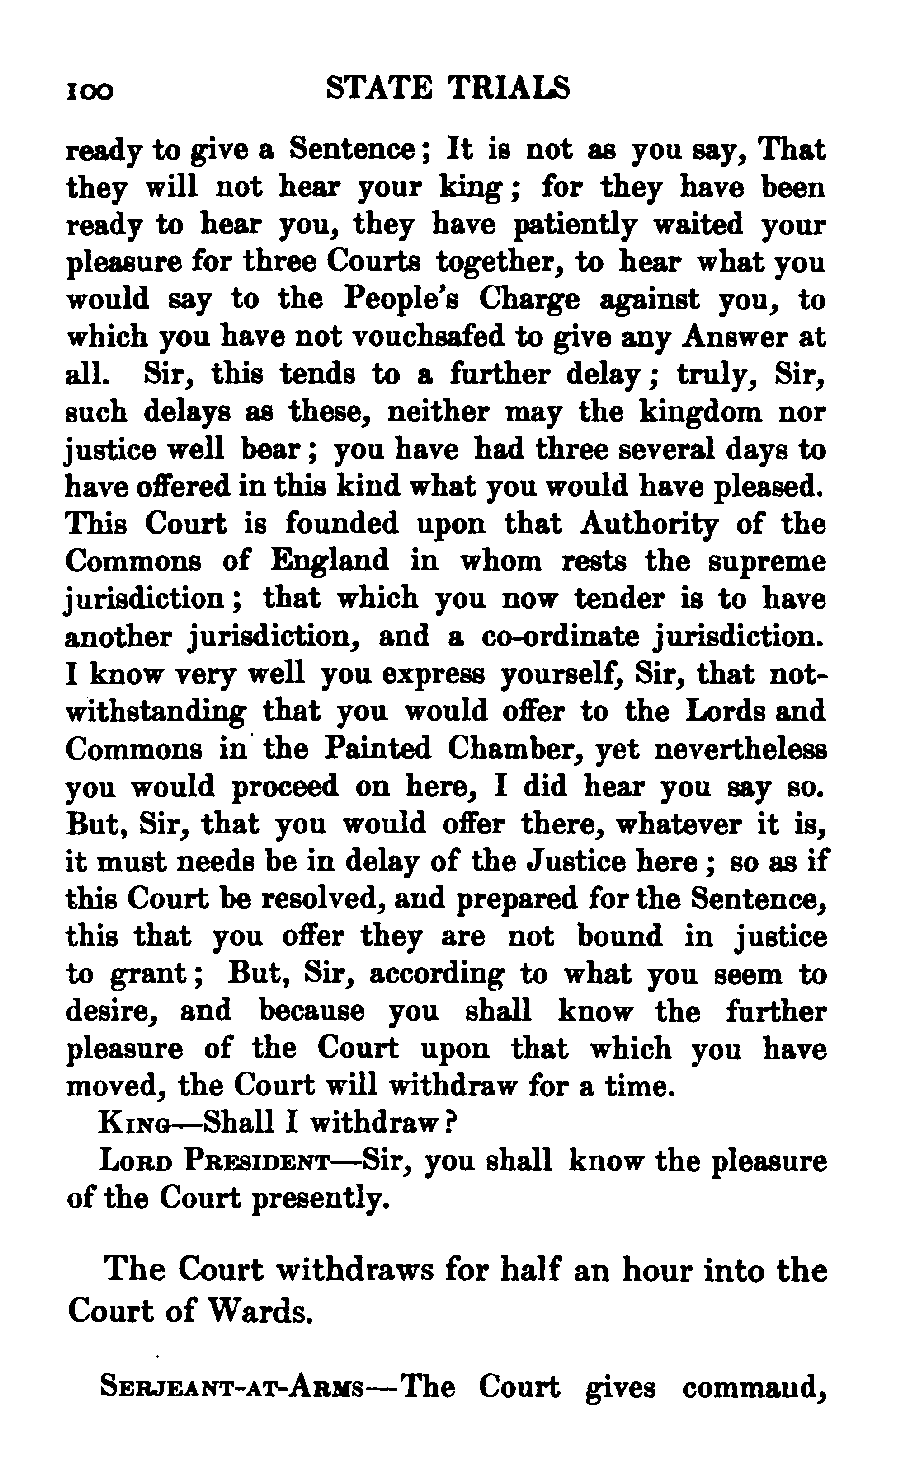 100 STATE TRIALS
ready to give a Sentence; It is not as you say, That
they will not hear your king; for they have been
ready to hear you, they have patiently waited your
pleasure for three Courts together, to hear what you
would say to the People's Charge against you, to
which you have not vouchsafed to give any Answer at
all. Sir, this tends to a further delay; truly, Sir,
such delays as these, neither may the kingdom nor
justice well bear; you have had three several days to
have offered in this kind what you would have pleased.
This Court is founded upon that Authority of the
Commons of England in whom rests the supreme
jurisdiction; that which you now tender is to have
another jurisdiction, and a co-ordinate jurisdiction.
I know very well you express yourself, Sir, that not-
withstanding that you would offer to the Lords and
Commons in the Painted Chamber, yet nevertheless
you would proceed on here, I did hear you say so.
But, Sir, that you would offer there, whatever it is,
it must needs be in delay of the Justice here; so as if
this Court be resolved, and prepared for the Sentence,
this that you offer they are not bound in justice
to grant; But, Sir, according to what you seem to
desire, and because you shall know the further
pleasure of the Court upon that which you have
moved, the Court will withdraw for a time.
KING—Shall I withdraw?
LORD PRESIDENT—Sir, you shall know the pleasure
of the Court presently.
The Court withdraws for half an hour into the
Court of Wards.
SERJEANT-AT-ARMS—The Court gives command,